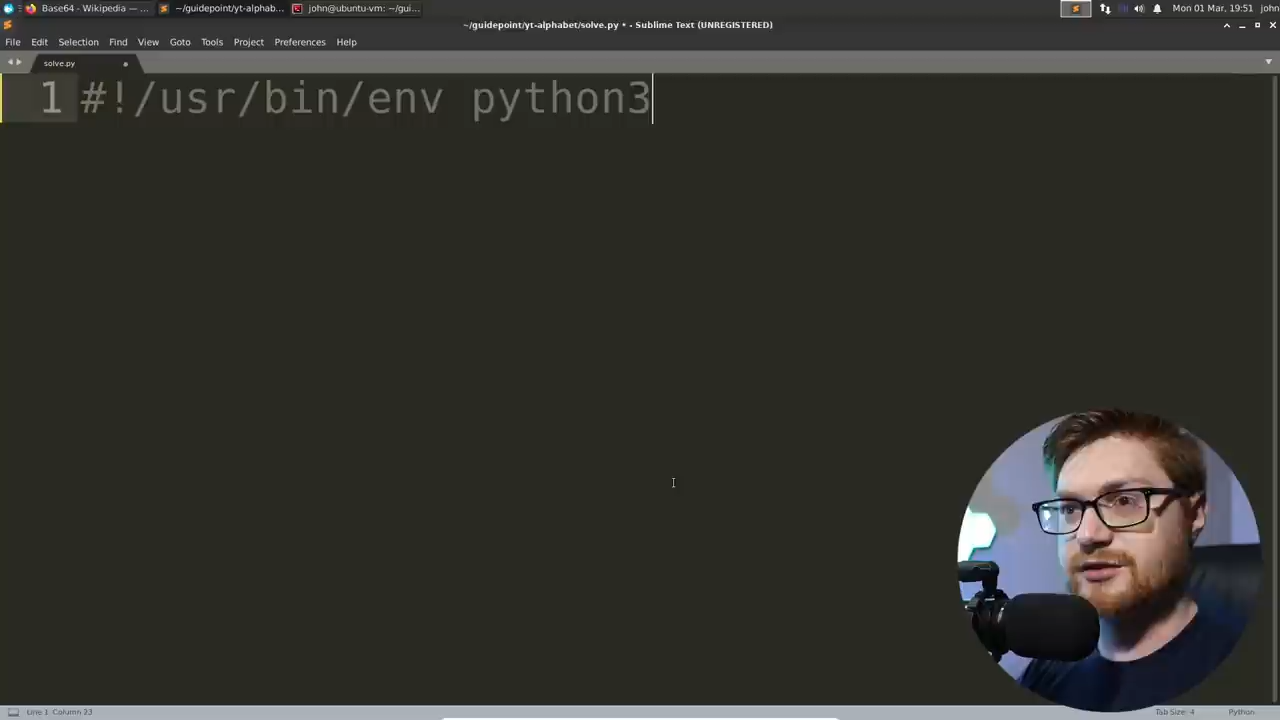 Base64 - Wikipedia — ...
~/guidepoint/yt-alphab...
john@ubuntu-vm: ~/gui...
Mon 01 Mar, 19:51 john
~/guidepoint/yt-alphabet/solve.py • - Sublime Text (UNREGISTERED)
File Edit Selection Find View Goto Tools Project Preferences Help
solve.py
1 #!/usr/bin/env python3
Line 1, Column 23
Tab Size: 4
Python